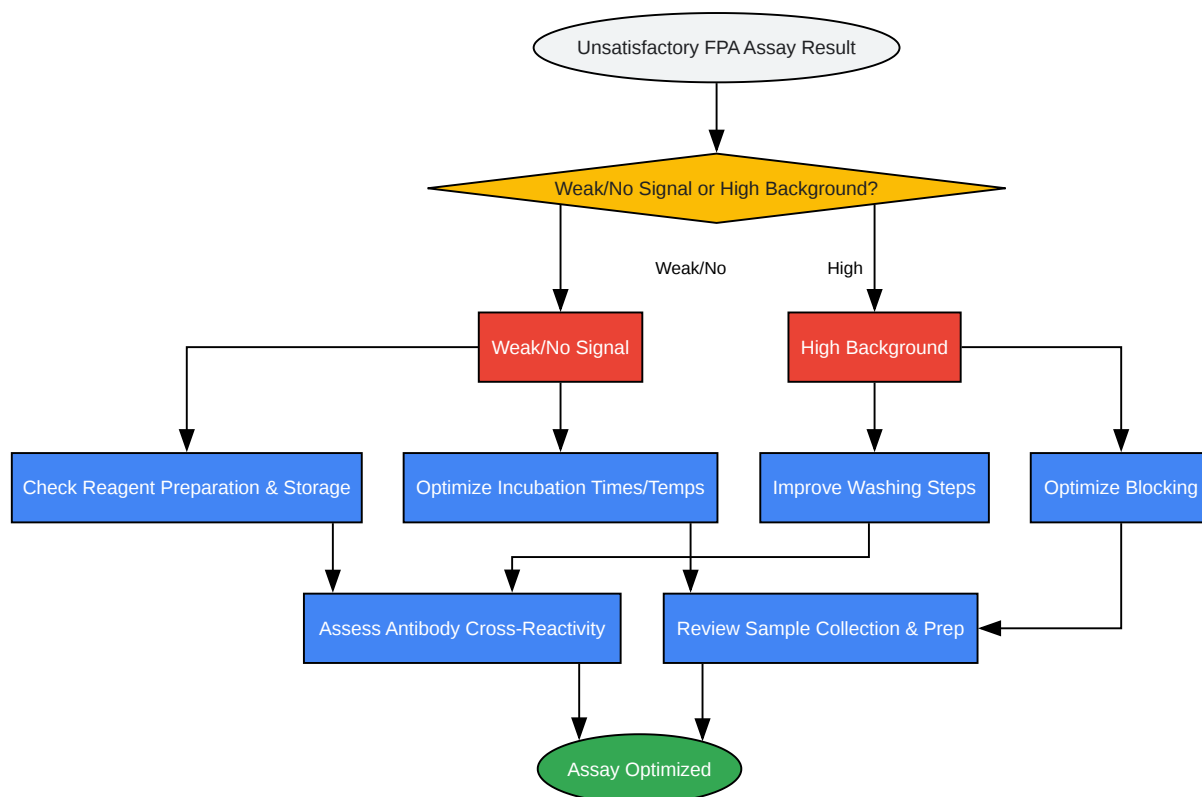 Unsatisfactory FPA Assay Result
Weak/No Signal or High Background?
Weak/No
High
Weak/No Signal
High Background
Check Reagent Preparation & Storage
Optimize Incubation Times/Temps
Improve Washing Steps
Optimize Blocking
Assess Antibody Cross-Reactivity
Review Sample Collection & Prep
Assay Optimized